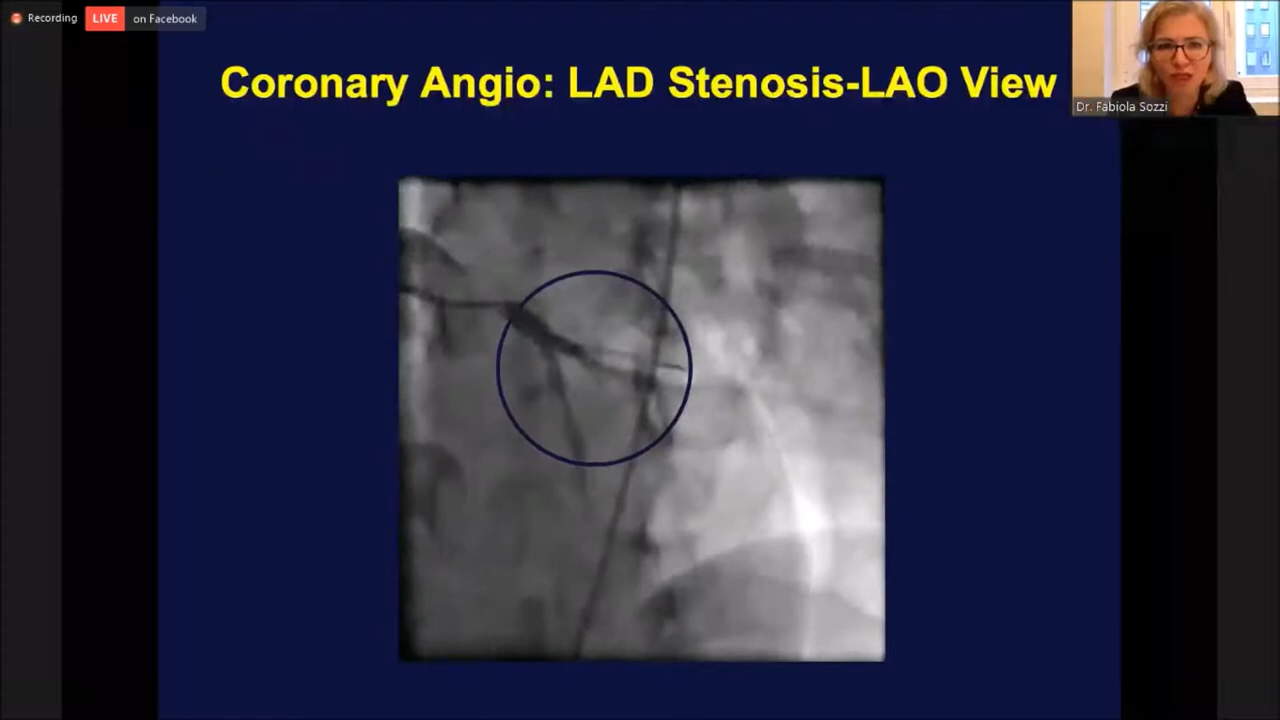 Recording LIVE on Facebook
Coronary Angio: LAD Stenosis-LAO View
Dr. Fabiola Sozzi